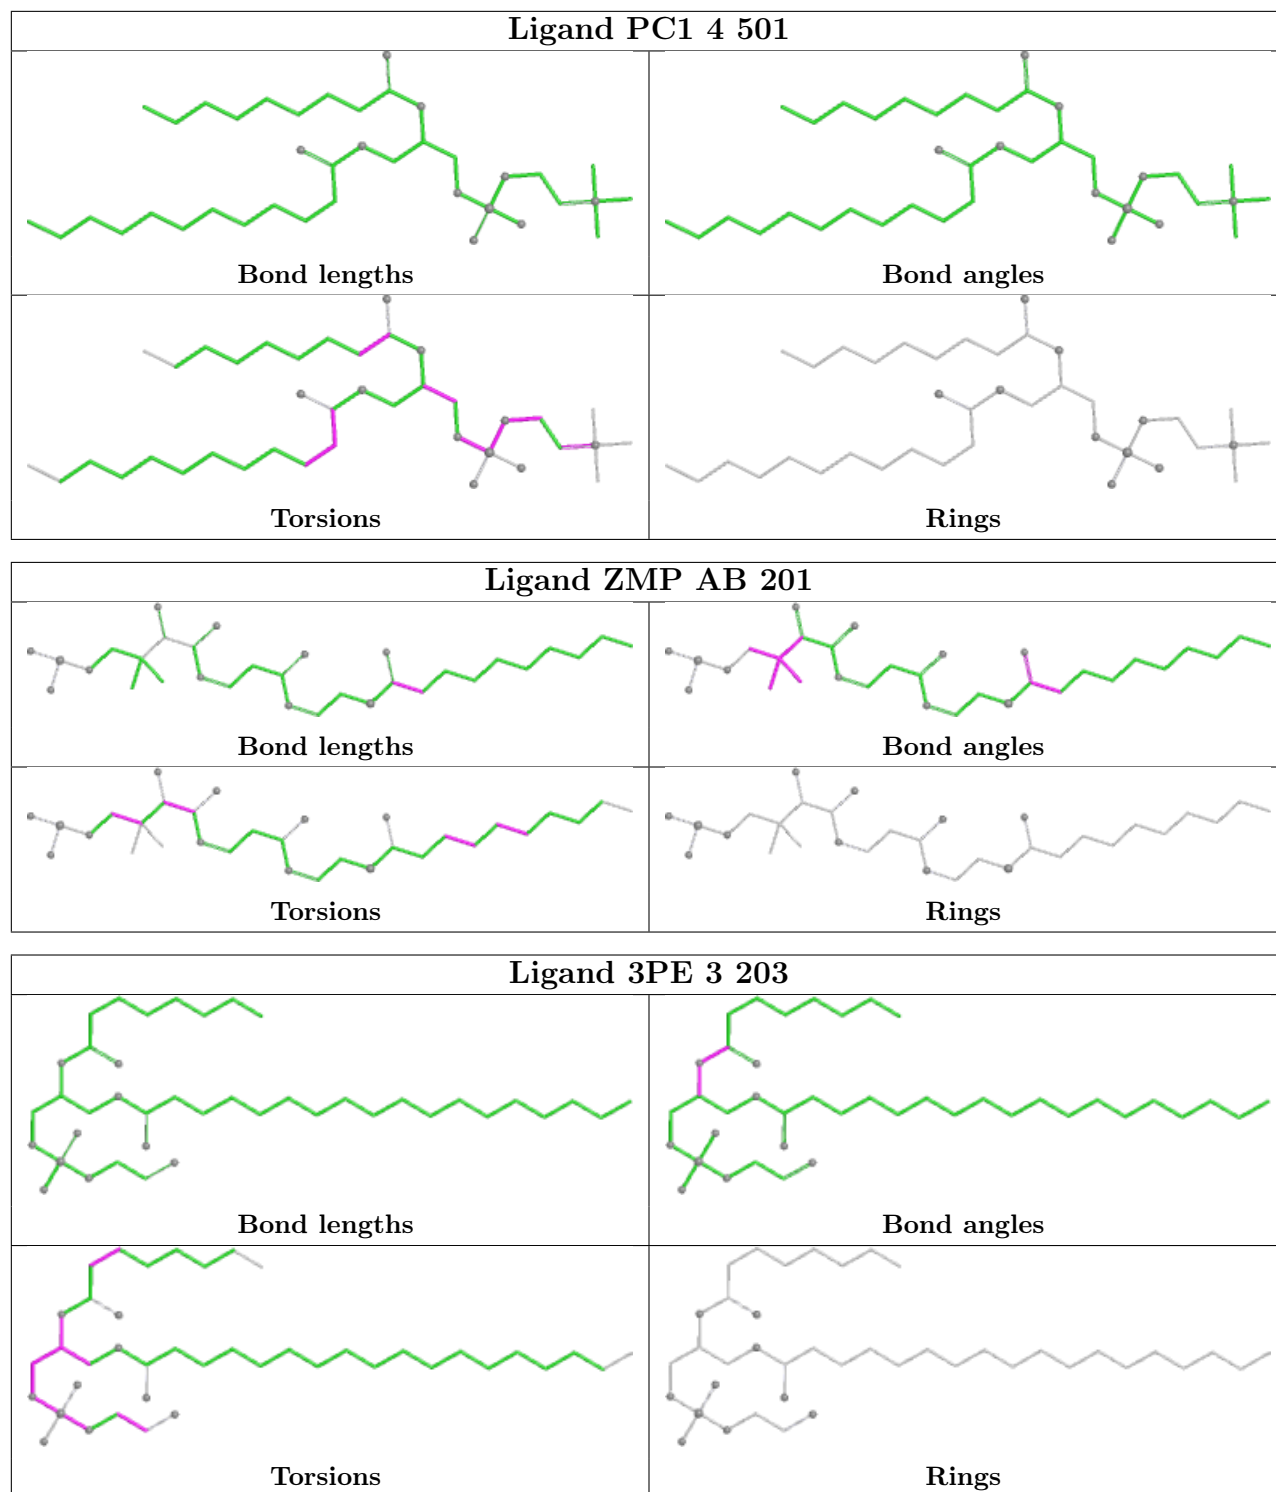 Ligand PC1 4 501
Bond lengths
Bond angles
Torsions
Rings
Ligand ZMP AB 201
Bond lengths
Bond angles
Torsions
Rings
Ligand 3PE 3 203
Bond lengths
Bond angles
Torsions
Rings